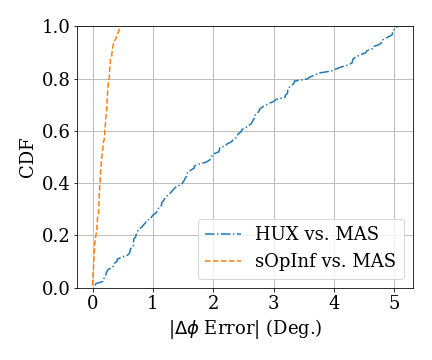 1.0
0.8
0.6
0.4
0.2
0.0
CDF
HUX vs. MAS
sOpInf vs. MAS
0 1 2 3 4 5
|Δϕ Error| (Deg.)